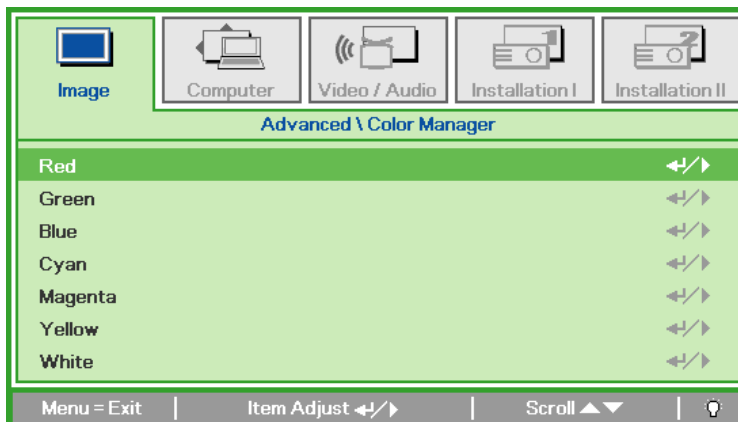 Image Computer Video / Audio Installation I Installation II
Advanced \ Color Manager
Red
Green
Blue
Cyan
Magenta
Yellow
White
Menu = Exit Item Adjust Scroll